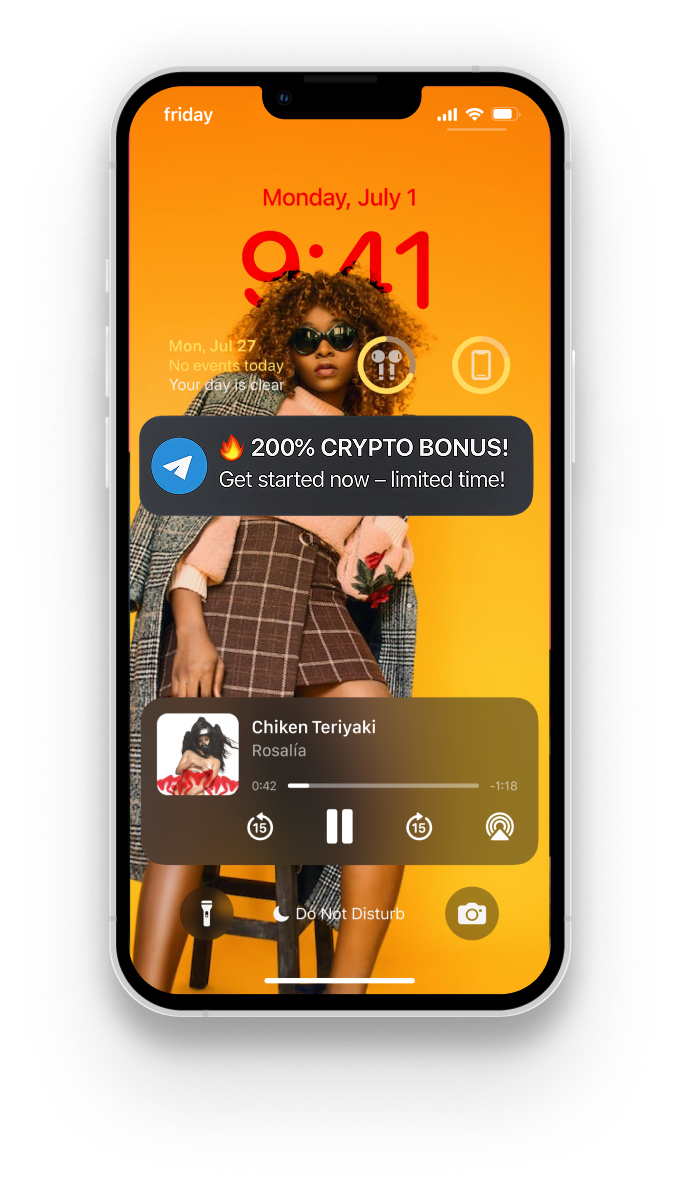 friday
Monday, July 1
9:41
Mon, Jul 27
No events today
Your day is clear
🔥 200% CRYPTO BONUS!
Get started now – limited time!
Chiken Teriyaki
Rosalía
0:42
-1:18
15
15
Do Not Disturb